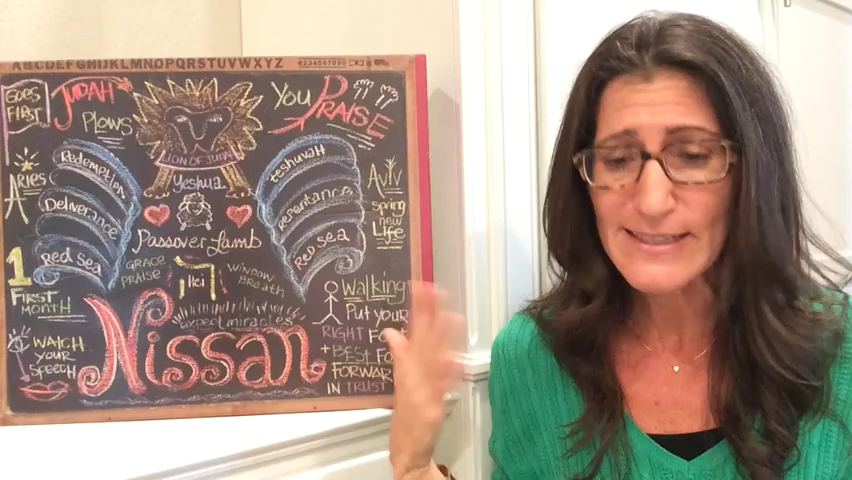 ABCDEFGHIJKLMNOPQRSTUVWXYZ 1234567890
GOES
FIRST
JUDAH
PLOWS
LION OF JUDAH
Yeshua
You
PRAISE
Aries
Redemption
Deliverance
Red Sea
teshuvah
Repentance
Red Sea
AVIV
spring
new
Life
Passover Lamb
GRACE
PRAISE
Hei
WINDOW
BREATH
1
FIRST
MONTH
expect miracles
Nissan
WATCH
YOUR
SPEECH
Walking
Put your
RIGHT
+ BEST
FORWARD
IN TRUST